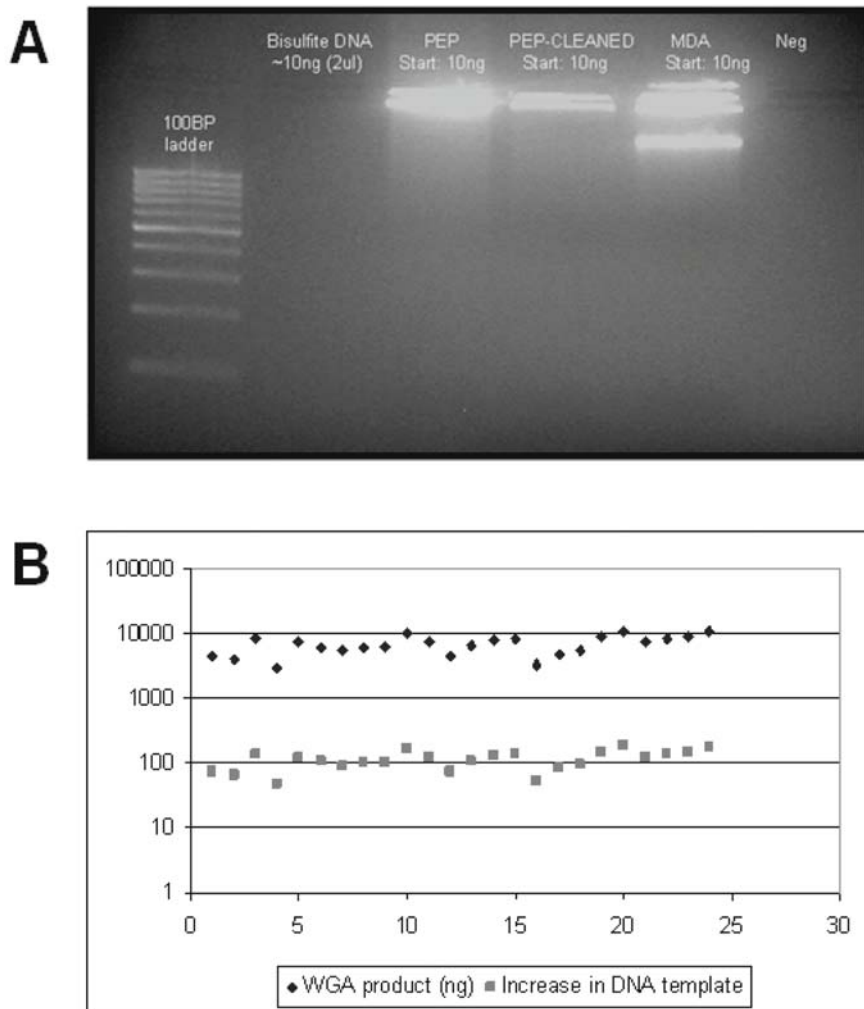 A
Bisulfite DNA PEP PEP-CLEANED MDA Neg
~10ng (2ul) Start: 10ng Start: 10ng Start: 10ng
100BP
ladder
B
100000
10000
1000
100
10
1
0 5 10 15 20 25 30
WGA product (ng) Increase in DNA template